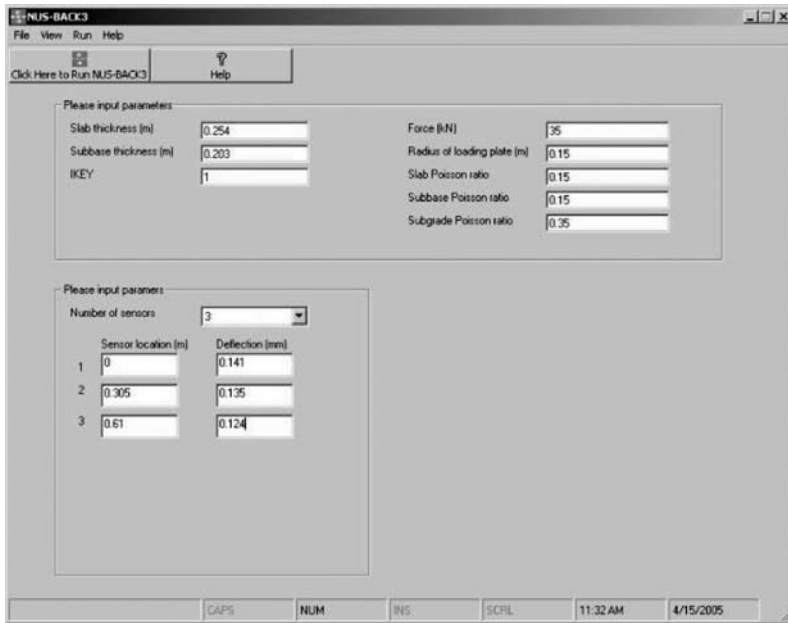 NUS-BACK3
File View Run Help
Click Here to Run NUS-BACK3
Help
Please input parameters
Slab thickness (m) 0.254
Subbase thickness (m) 0.203
IKEY 1
Force (kN) 35
Radius of loading plate (m) 0.15
Slab Poisson ratio 0.15
Subbase Poisson ratio 0.15
Subgrade Poisson ratio 0.35
Please input paramers
Number of sensors 3
Sensor location (m) Deflection (mm)
1 0 0.141
2 0.305 0.135
3 0.61 0.124
CAPS NUM INS SCRL 11:32 AM 4/15/2005